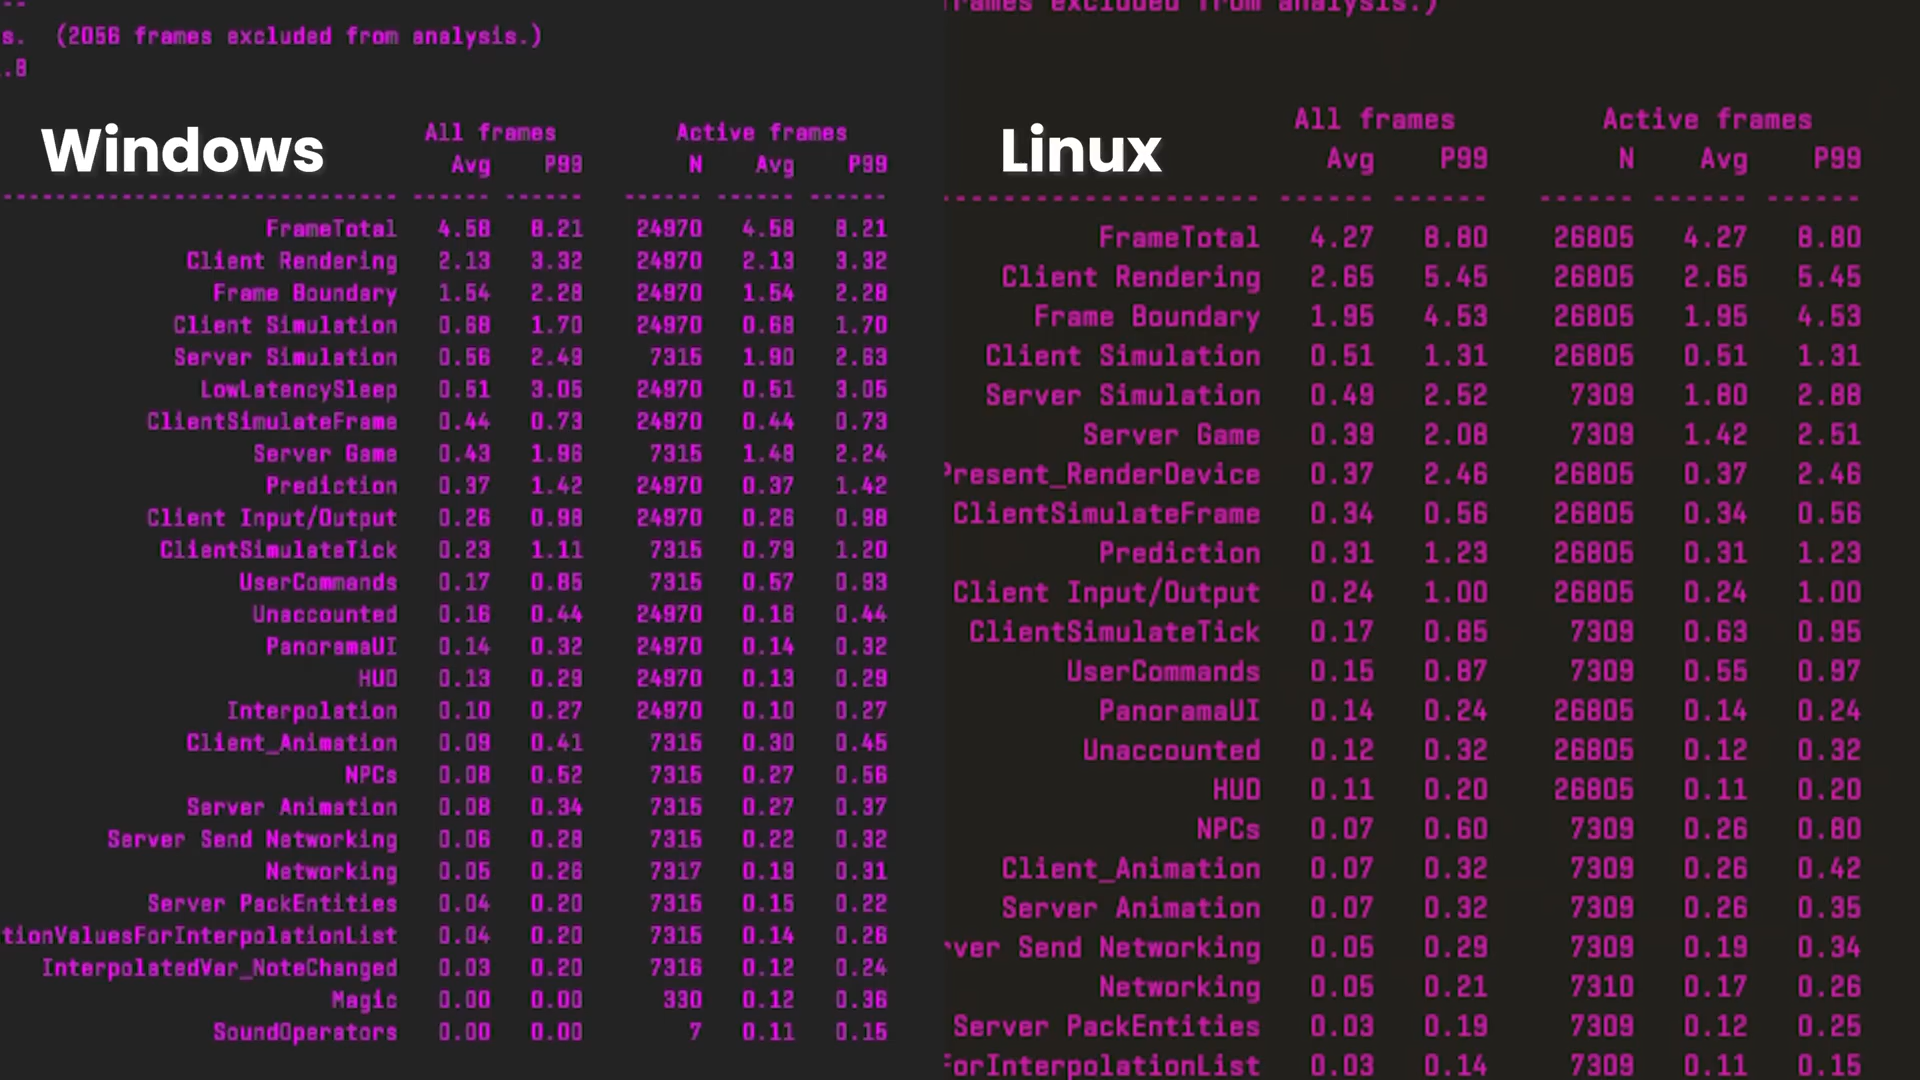 s.  (2056 frames excluded from analysis.)
.8
Windows
All frames  Active frames
Avg  P99  N  Avg  P99
FrameTotal  4.58  8.21  24970  4.58  8.21
Client Rendering  2.13  3.32  24970  2.13  3.32
Frame Boundary  1.54  2.28  24970  1.54  2.28
Client Simulation  0.68  1.70  24970  0.68  1.70
Server Simulation  0.56  2.49  7315  1.90  2.63
LowLatencySleep  0.51  3.05  24970  0.51  3.05
ClientSimulateFrame  0.44  0.73  24970  0.44  0.73
Server Game  0.43  1.96  7315  1.48  2.24
Prediction  0.37  1.42  24970  0.37  1.42
Client Input/Output  0.26  0.98  24970  0.26  0.98
ClientSimulateTick  0.23  1.11  7315  0.79  1.20
UserCommands  0.17  0.85  7315  0.57  0.93
Unaccounted  0.16  0.44  24970  0.16  0.44
PanoramaUI  0.14  0.32  24970  0.14  0.32
HUD  0.13  0.29  24970  0.13  0.29
Interpolation  0.10  0.27  24970  0.10  0.27
Client_Animation  0.09  0.41  7315  0.30  0.45
NPCs  0.08  0.52  7315  0.27  0.56
Server Animation  0.08  0.34  7315  0.27  0.37
Server Send Networking  0.06  0.28  7315  0.22  0.32
Networking  0.05  0.26  7317  0.19  0.31
Server PackEntities  0.04  0.20  7315  0.15  0.22
tionValuesForInterpolationList  0.04  0.20  7315  0.14  0.26
InterpolatedVar_NoteChanged  0.03  0.20  7316  0.12  0.24
Magic  0.00  0.00  330  0.12  0.36
SoundOperators  0.00  0.00  7  0.11  0.15
frames excluded from analysis.)
Linux
All frames  Active frames
Avg  P99  N  Avg  P99
FrameTotal  4.27  8.80  26805  4.27  8.80
Client Rendering  2.65  5.45  26805  2.65  5.45
Frame Boundary  1.95  4.53  26805  1.95  4.53
Client Simulation  0.51  1.31  26805  0.51  1.31
Server Simulation  0.49  2.52  7309  1.80  2.88
Server Game  0.39  2.08  7309  1.42  2.51
Present_RenderDevice  0.37  2.46  26805  0.37  2.46
ClientSimulateFrame  0.34  0.56  26805  0.34  0.56
Prediction  0.31  1.23  26805  0.31  1.23
Client Input/Output  0.24  1.00  26805  0.24  1.00
ClientSimulateTick  0.17  0.85  7309  0.63  0.95
UserCommands  0.15  0.87  7309  0.55  0.97
PanoramaUI  0.14  0.24  26805  0.14  0.24
Unaccounted  0.12  0.32  26805  0.12  0.32
HUD  0.11  0.20  26805  0.11  0.20
NPCs  0.07  0.60  7309  0.26  0.80
Client_Animation  0.07  0.32  7309  0.26  0.42
Server Animation  0.07  0.32  7309  0.26  0.35
rver Send Networking  0.05  0.29  7309  0.19  0.34
Networking  0.05  0.21  7310  0.17  0.26
Server PackEntities  0.03  0.19  7309  0.12  0.25
ForInterpolationList  0.03  0.14  7309  0.11  0.15